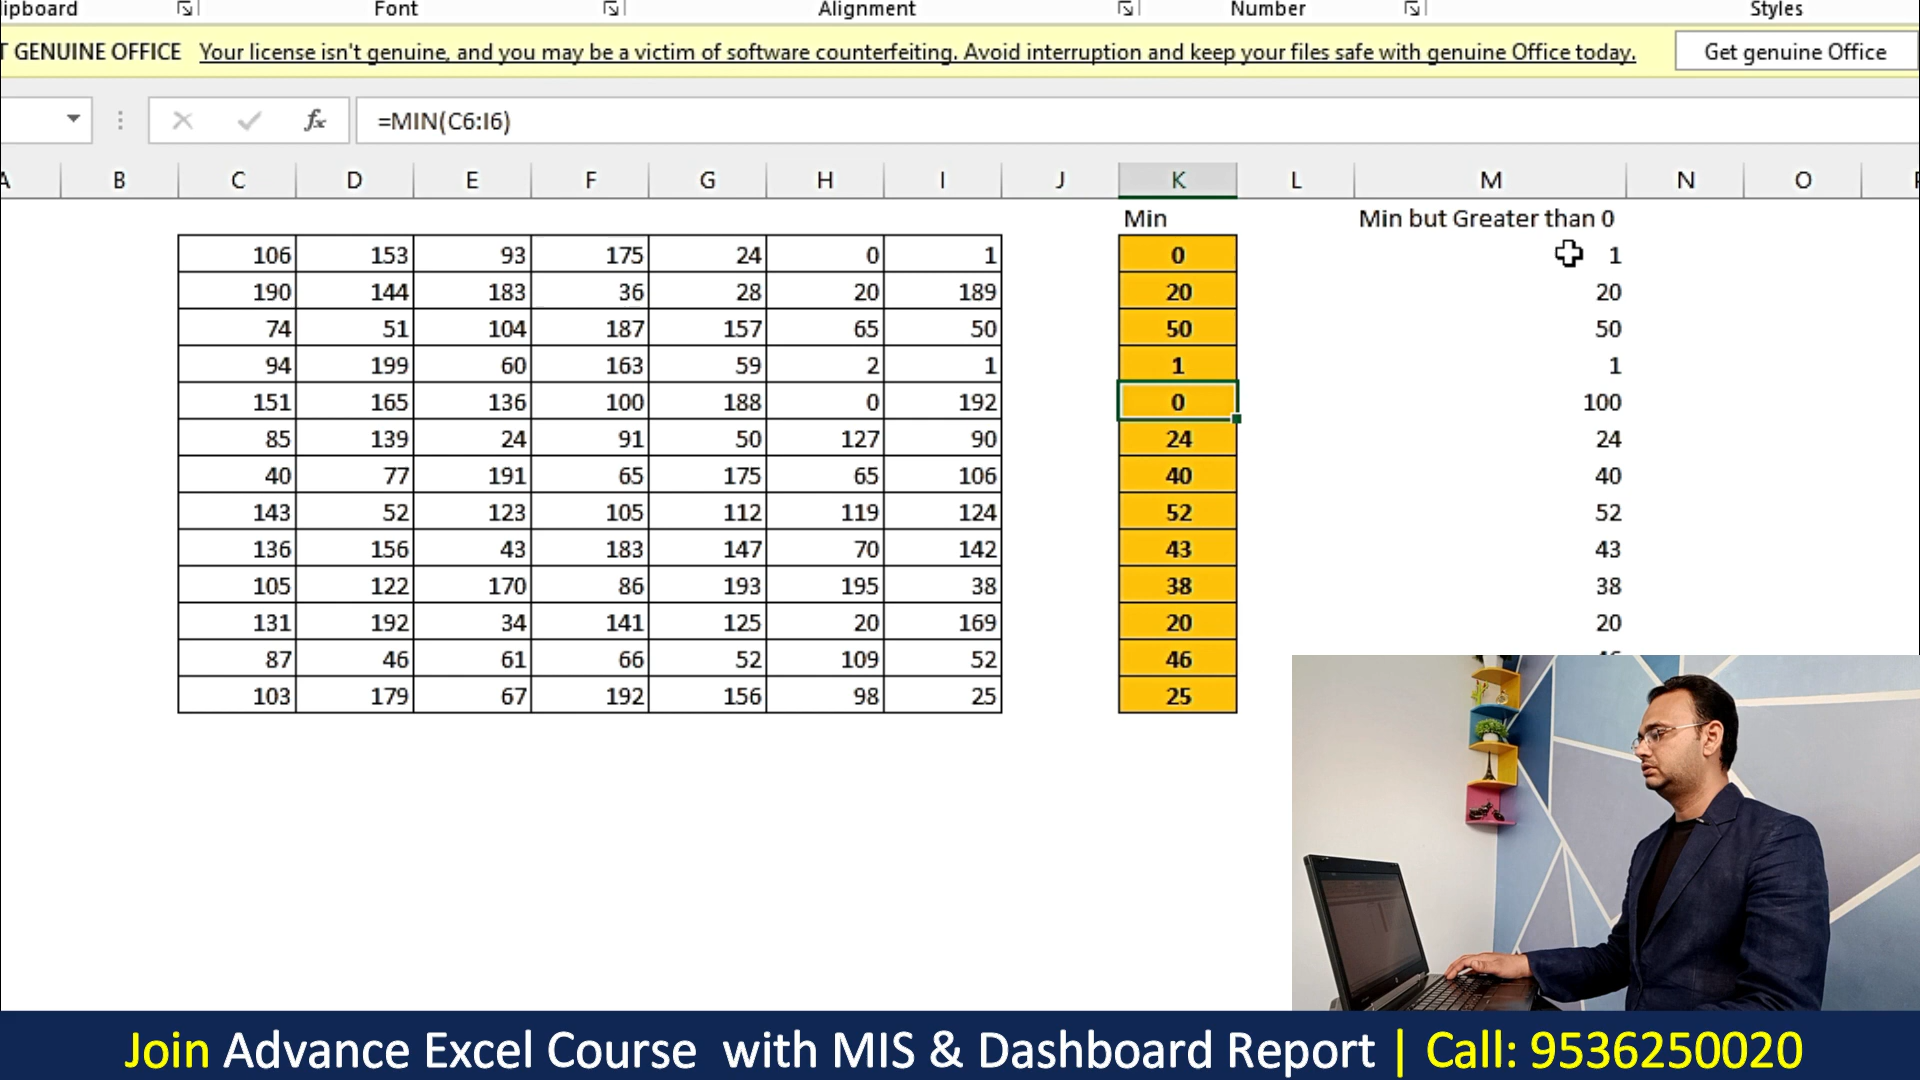 ipboard Font Alignment Number Styles
T GENUINE OFFICE Your license isn't genuine, and you may be a victim of software counterfeiting. Avoid interruption and keep your files safe with genuine Office today. Get genuine Office
fx =MIN(C6:I6)
A B C D E F G H I J K L M N O
Min Min but Greater than 0
106 153 93 175 24 0 1 0 1
190 144 183 36 28 20 189 20 20
74 51 104 187 157 65 50 50 50
94 199 60 163 59 2 1 1 1
151 165 136 100 188 0 192 0 100
85 139 24 91 50 127 90 24 24
40 77 191 65 175 65 106 40 40
143 52 123 105 112 119 124 52 52
136 156 43 183 147 70 142 43 43
105 122 170 86 193 195 38 38 38
131 192 34 141 125 20 169 20 20
87 46 61 66 52 109 52 46
103 179 67 192 156 98 25 25
Join Advance Excel Course with MIS & Dashboard Report | Call: 9536250020